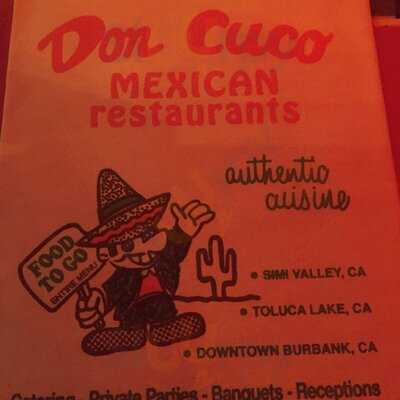 Don Cuco
MEXICAN
restaurants
authentic
cuisine
FOOD
TO GO
ENTIRE MENU
• SIMI VALLEY, CA
• TOLUCA LAKE, CA
• DOWNTOWN BURBANK, CA
Catering - Private Parties - Banquets - Receptions